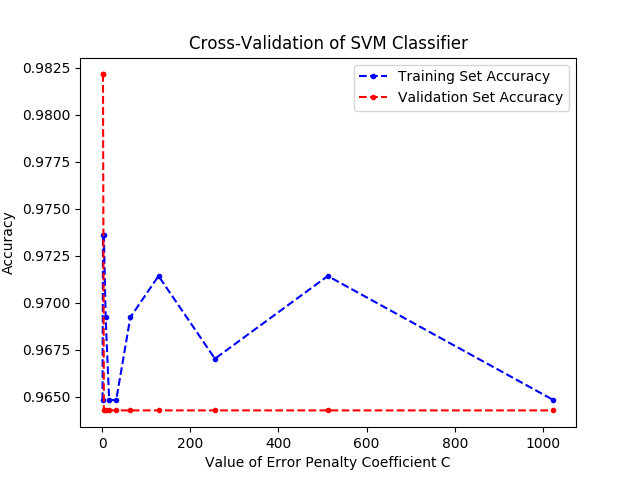 Cross-Validation of SVM Classifier
Training Set Accuracy
Validation Set Accuracy
Accuracy
0.9825
0.9800
0.9775
0.9750
0.9725
0.9700
0.9675
0.9650
0 200 400 600 800 1000
Value of Error Penalty Coefficient C